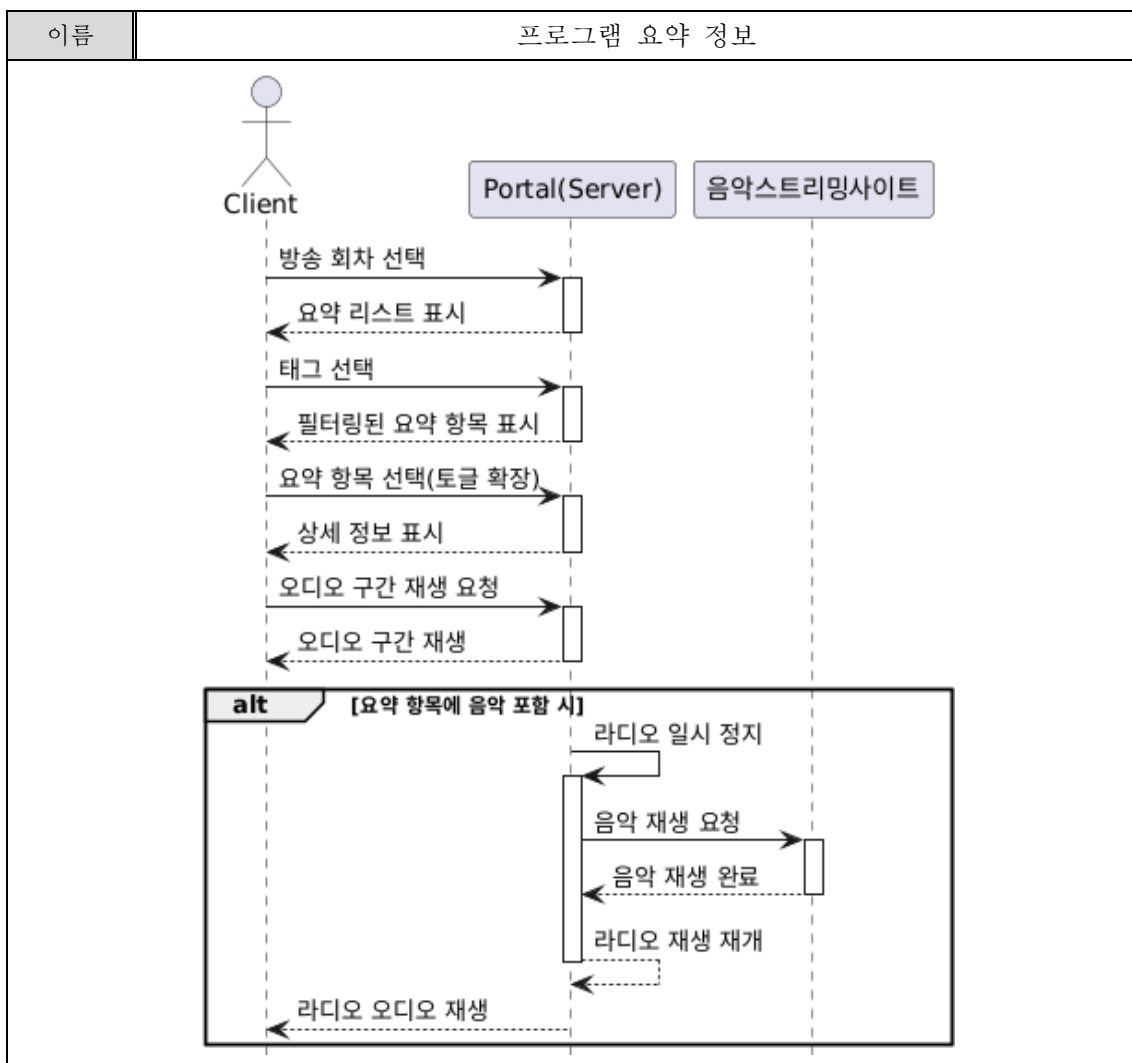 이름
프로그램 요약 정보
Client
Portal(Server)
음악스트리밍사이트
방송 회차 선택
요약 리스트 표시
태그 선택
필터링된 요약 항목 표시
요약 항목 선택(토글 확장)
상세 정보 표시
오디오 구간 재생 요청
오디오 구간 재생
alt [요약 항목에 음악 포함 시]
라디오 일시 정지
음악 재생 요청
음악 재생 완료
라디오 재생 재개
라디오 오디오 재생